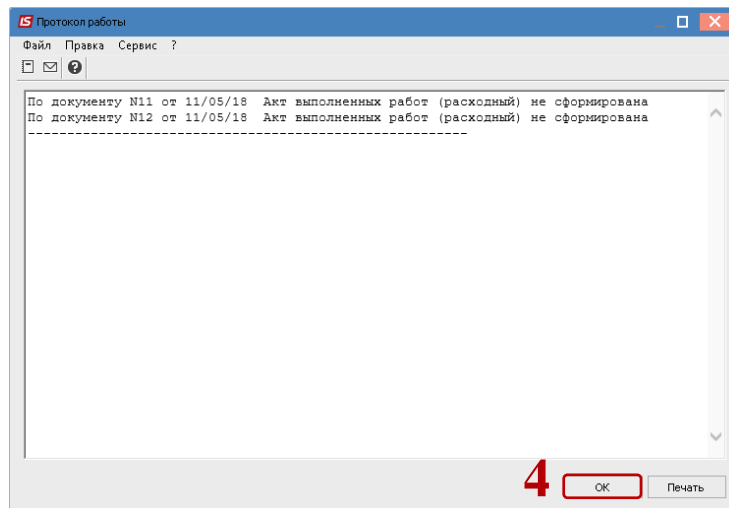 IS Протокол работы
Файл Правка Сервис ?
По документу N11 от 11/05/18 Акт выполненных работ (расходный) не сформирована
По документу N12 от 11/05/18 Акт выполненных работ (расходный) не сформирована
--------------------------------------------------------
4 OK Печать